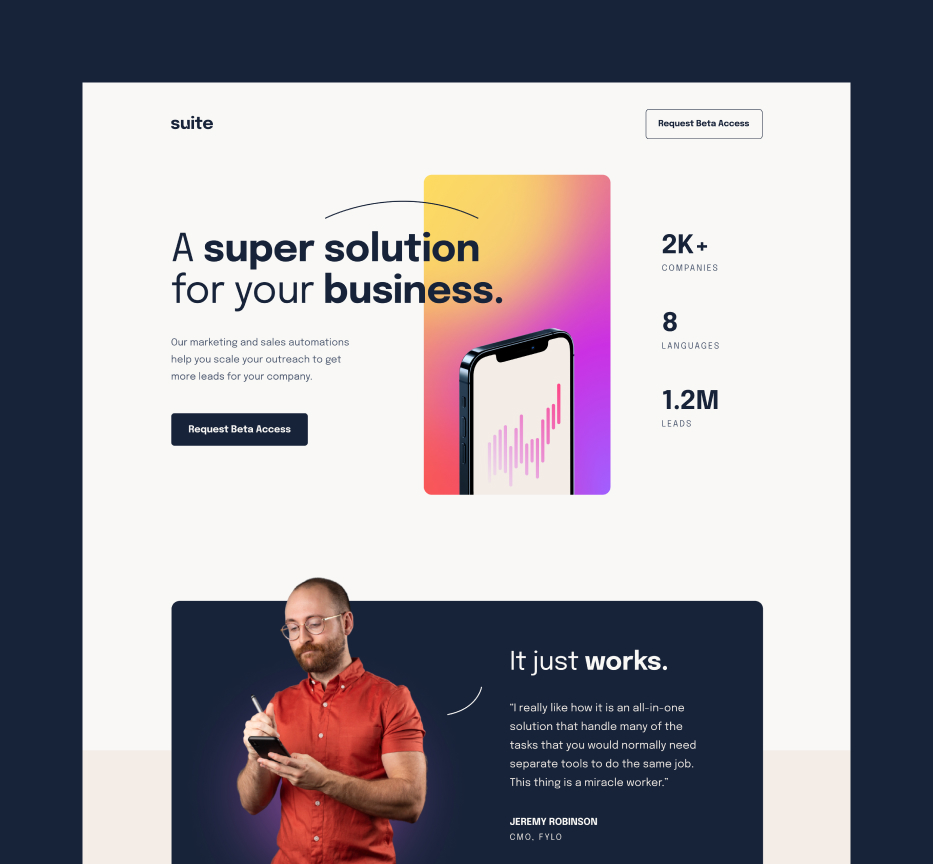 suite
Request Beta Access
A super solution
for your business.
Our marketing and sales automations
help you scale your outreach to get
more leads for your company.
Request Beta Access
2K+
COMPANIES
8
LANGUAGES
1.2M
LEADS
It just works.
“I really like how it is an all-in-one
solution that handle many of the
tasks that you would normally need
separate tools to do the same job.
This thing is a miracle worker.”
JEREMY ROBINSON
CMO, FYLO